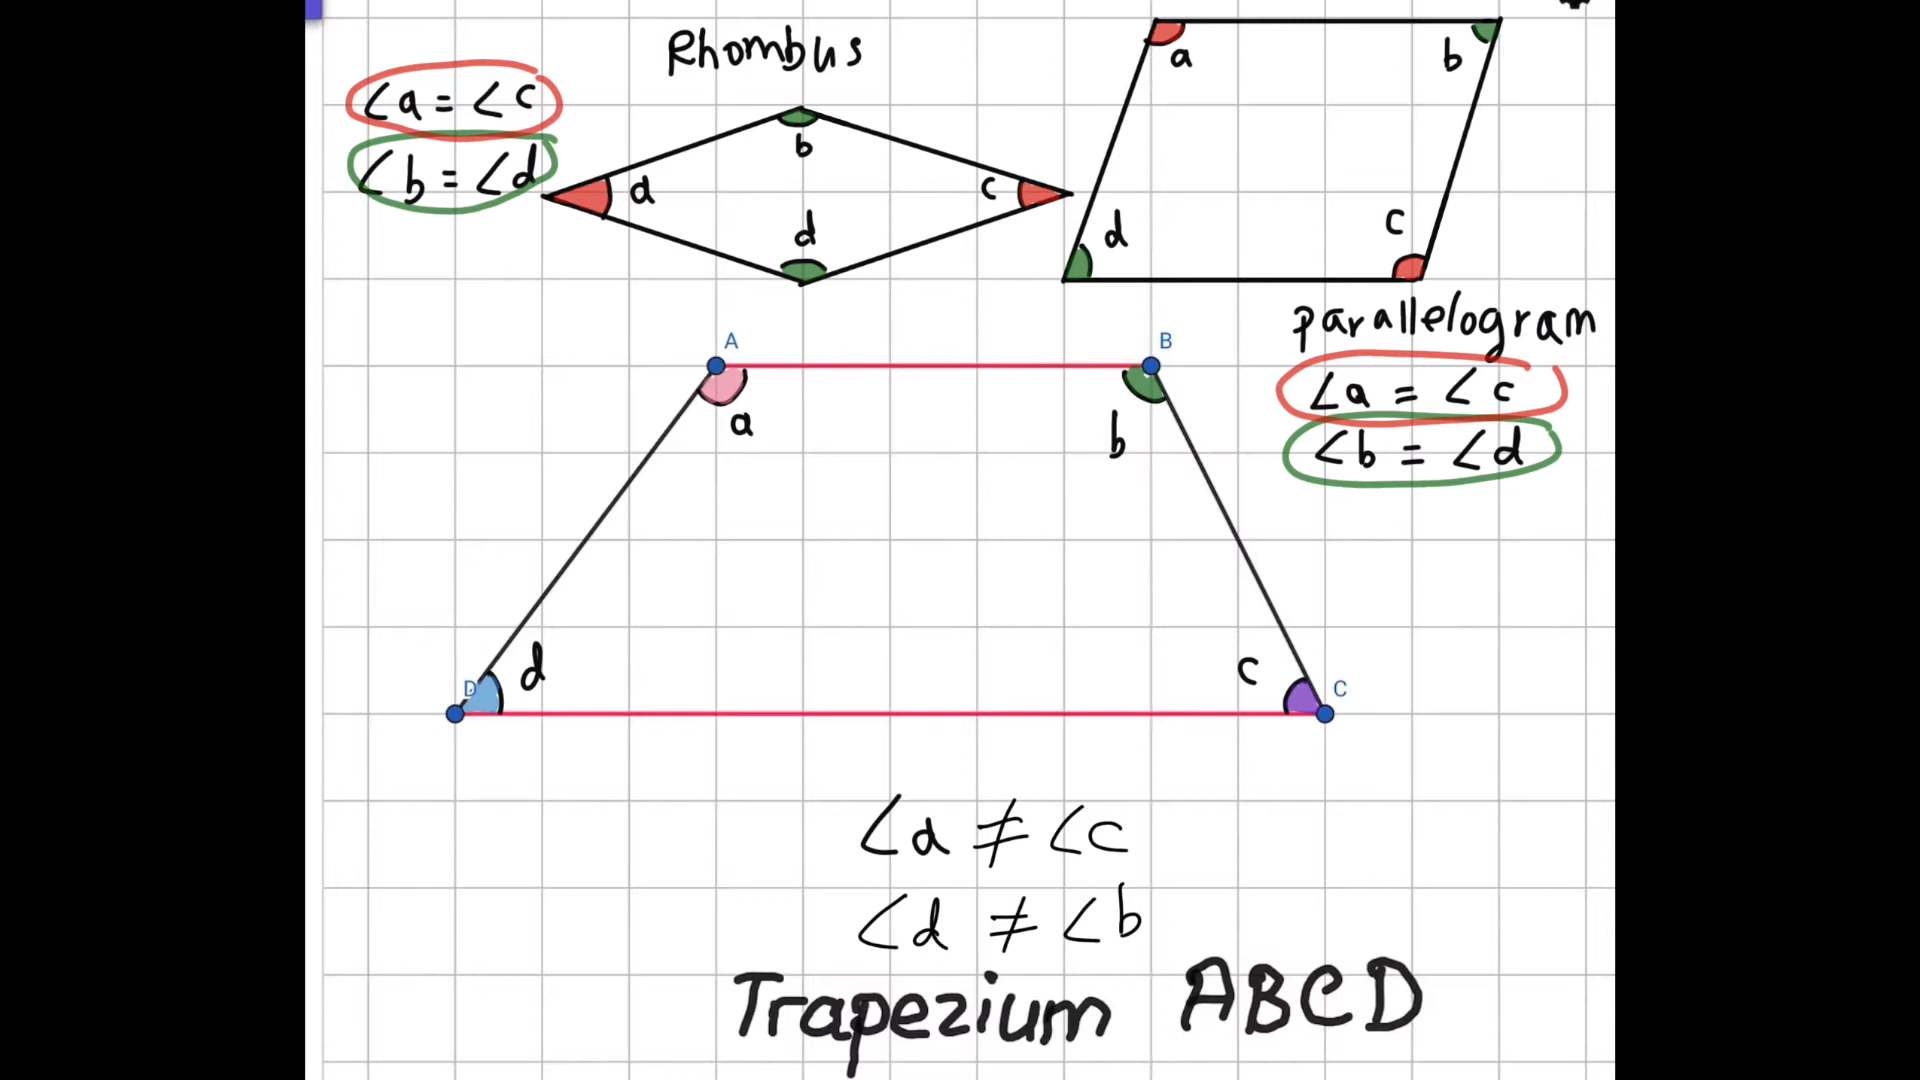 Rhombus
∠a = ∠c
∠b = ∠d
b
a
c
d
a
b
d
c
parallelogram
∠a = ∠c
∠b = ∠d
A
B
a
b
d
c
D
C
∠a ≠ ∠c
∠d ≠ ∠b
Trapezium ABCD